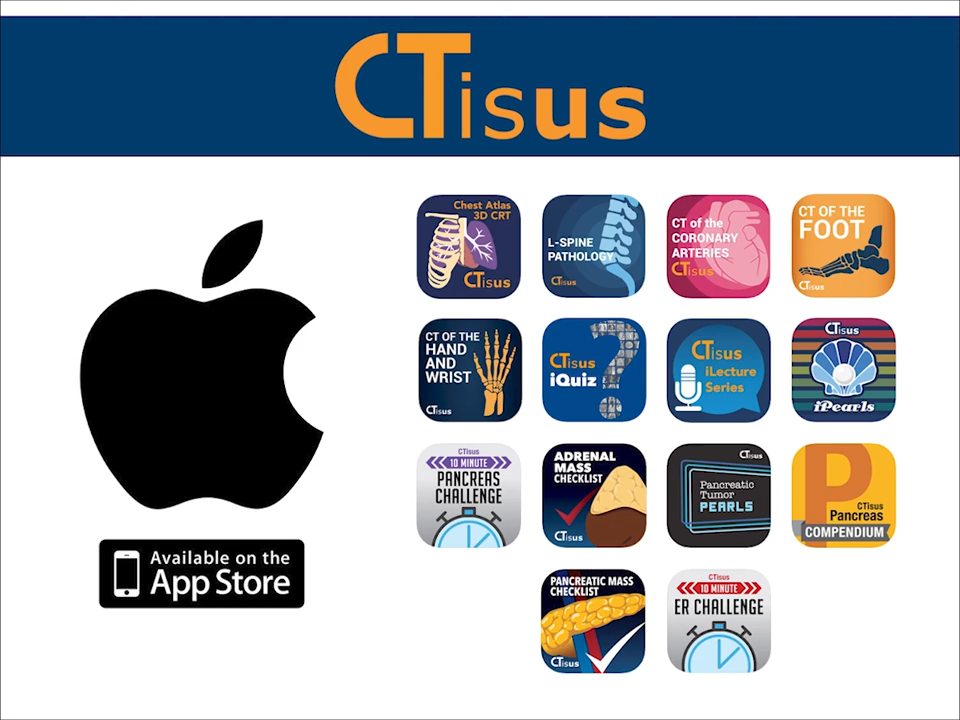 CTisus
Chest Atlas
3D CRT
CTisus
L-SPINE
PATHOLOGY
CTisus
CT of the
CORONARY
ARTERIES
CTisus
CT OF THE
FOOT
CTisus
CT OF THE
HAND
AND
WRIST
CTisus
CTisus
iQuiz
CTisus
iLecture
Series
CTisus
iPearls
CTisus
10 MINUTE
PANCREAS
CHALLENGE
ADRENAL
MASS
CHECKLIST
CTisus
CTisus
Pancreatic
Tumor
PEARLS
P
CTisus
Pancreas
COMPENDIUM
Available on the
App Store
PANCREATIC MASS
CHECKLIST
CTisus
CTisus
10 MINUTE
ER CHALLENGE